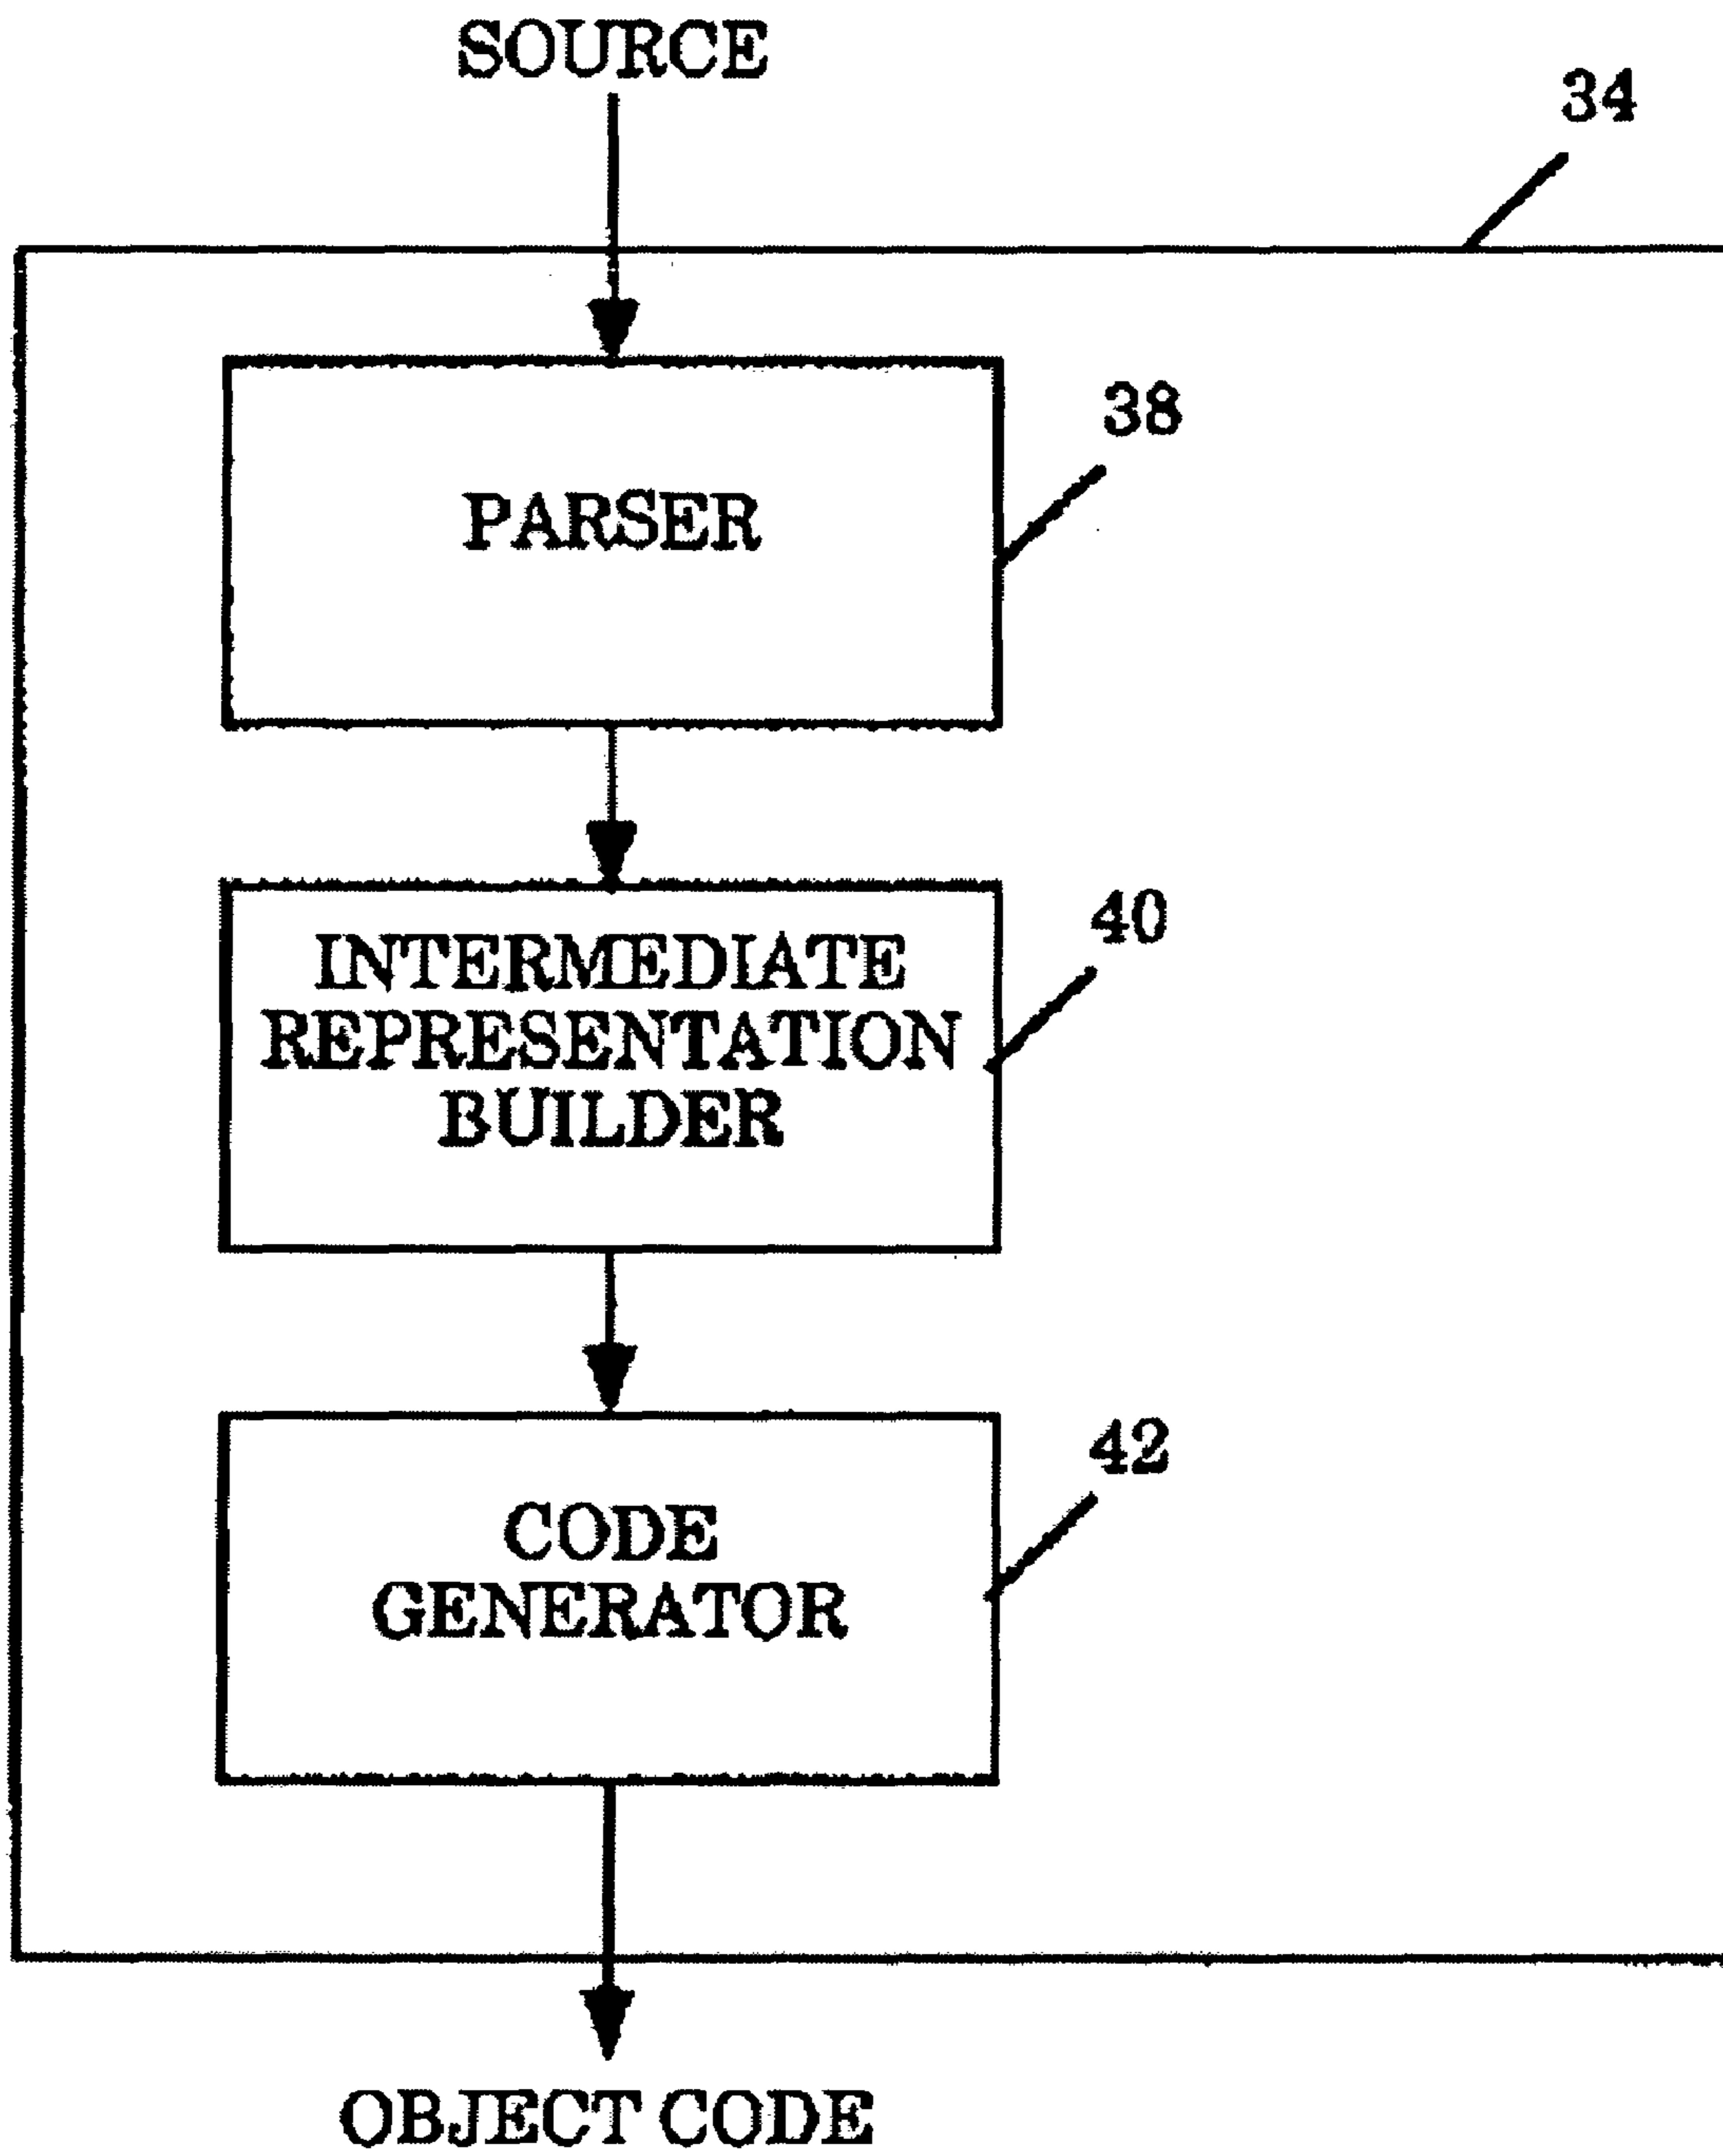 SOURCE
34
PARSER
38
INTERMEDIATE
REPRESENTATION
BUILDER
40
CODE
GENERATOR
42
OBJECT CODE